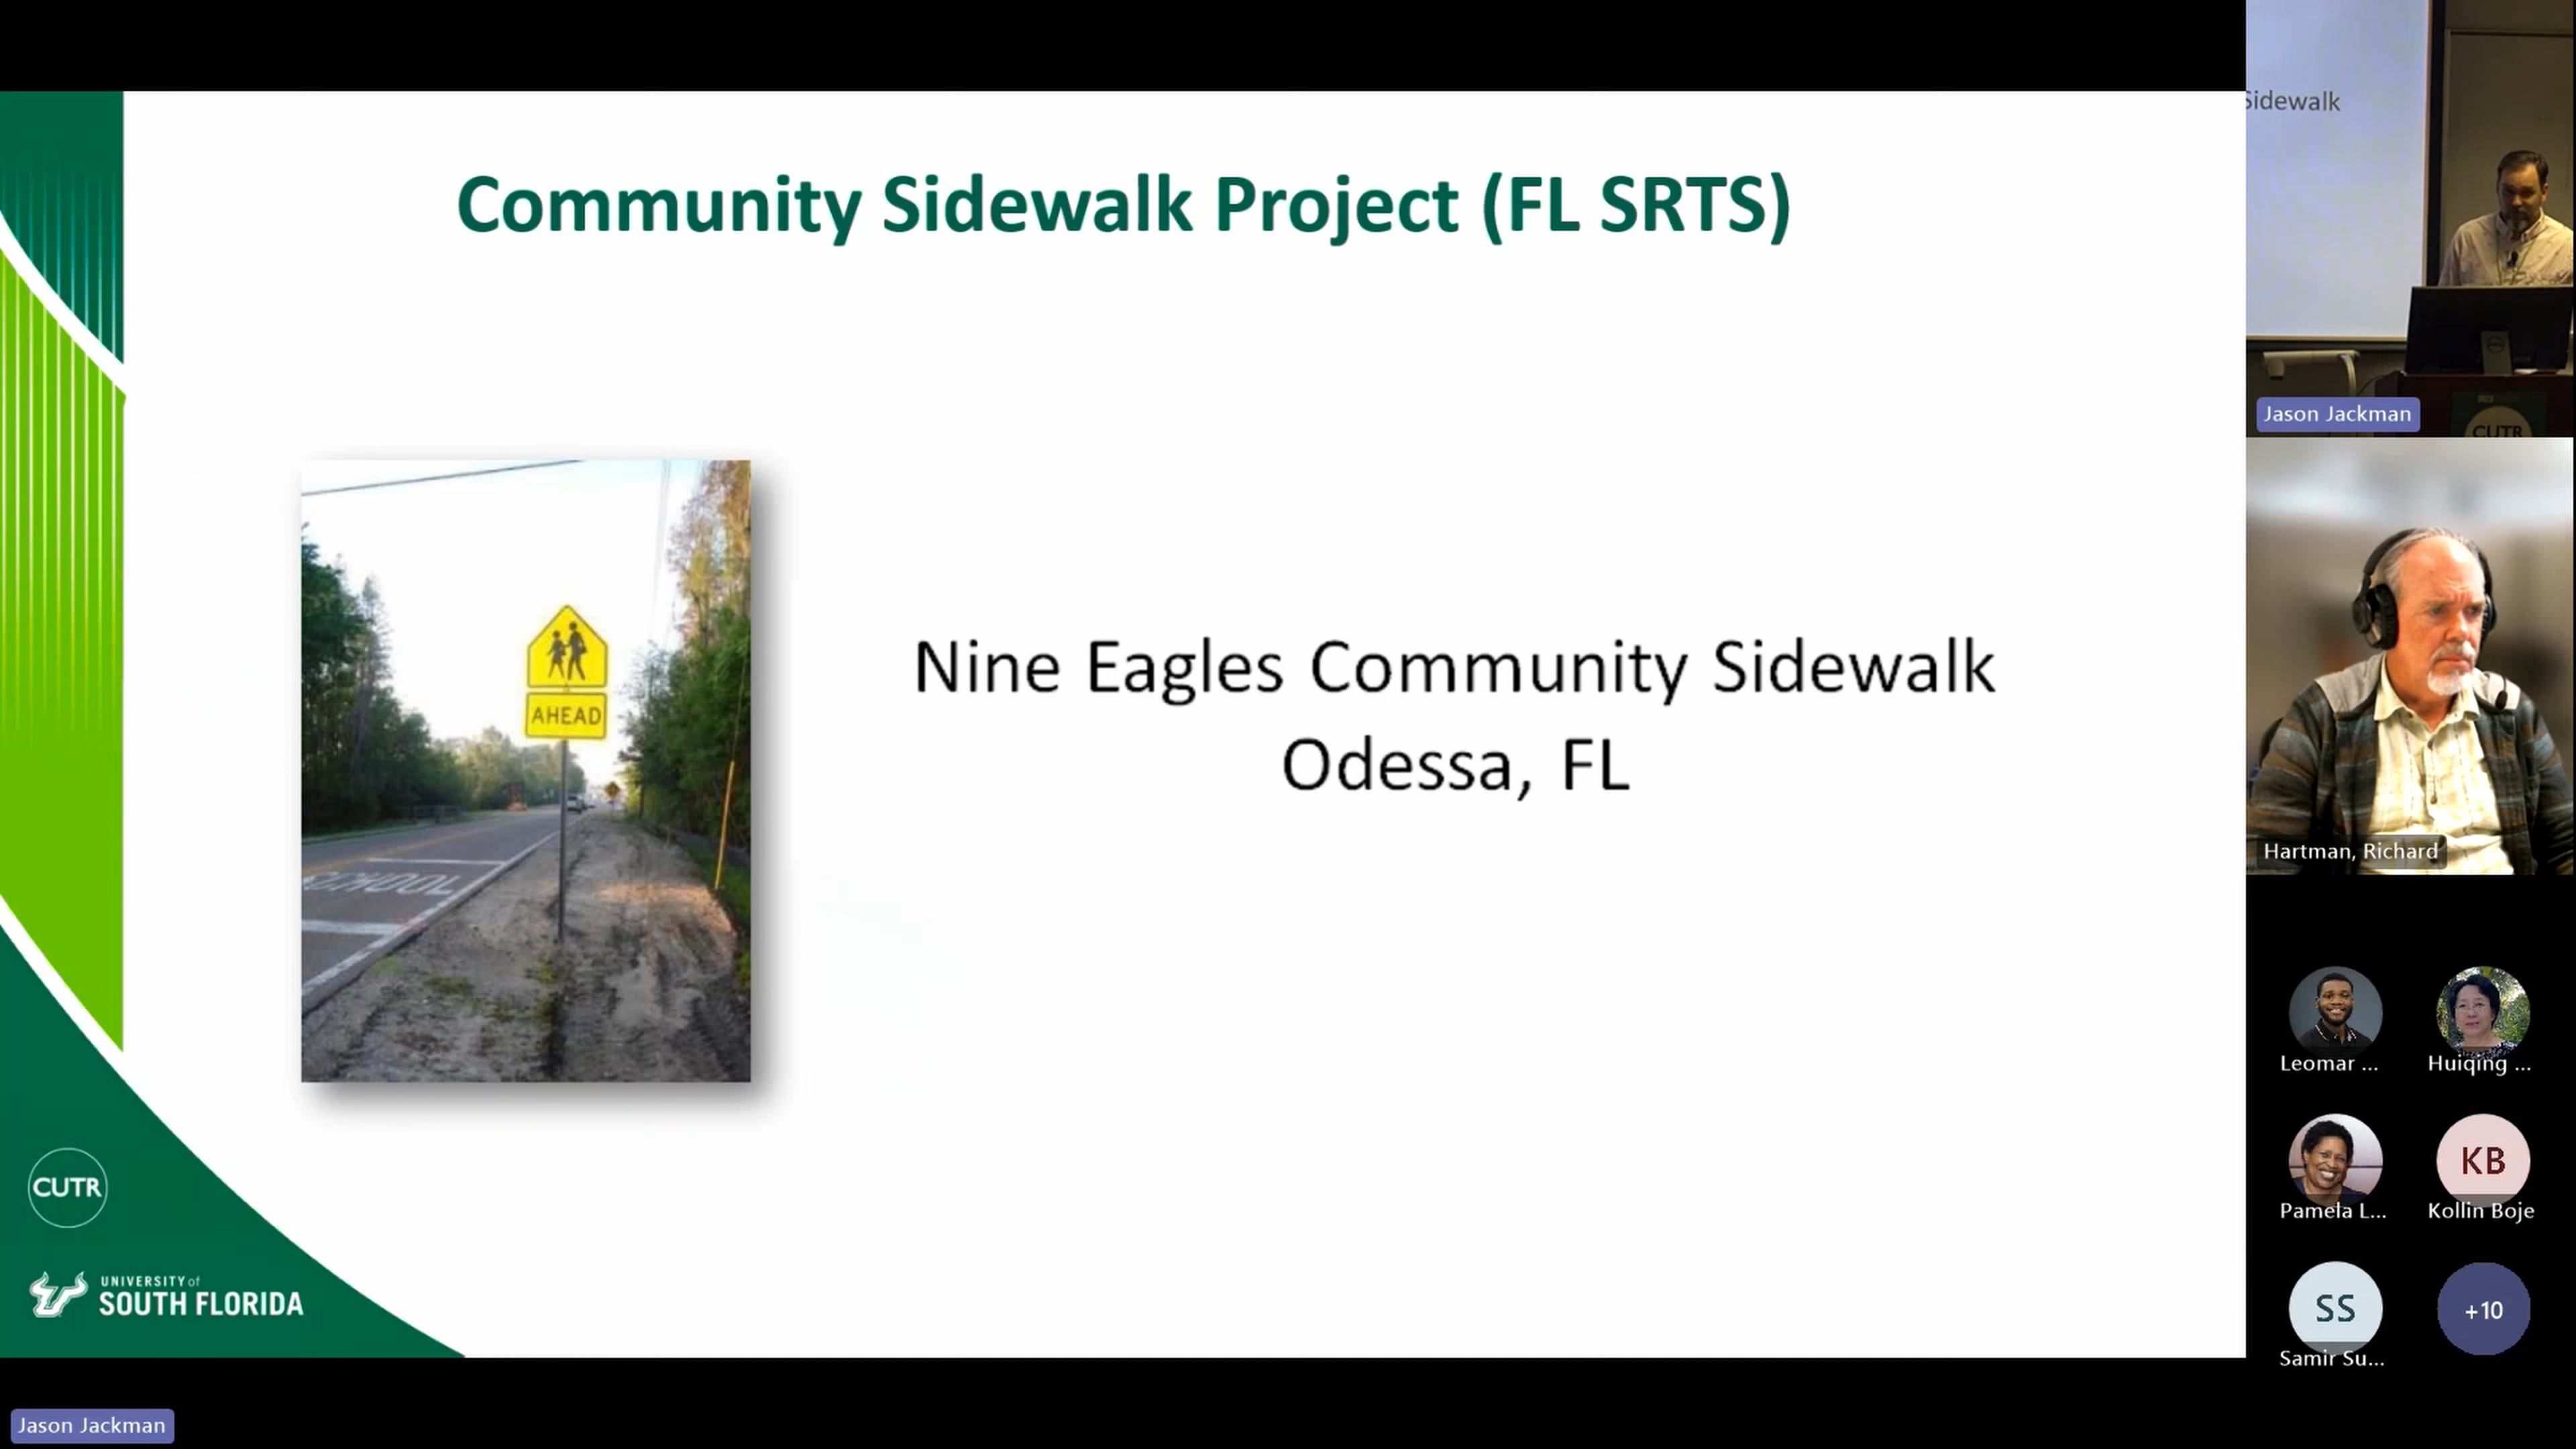 Community Sidewalk Project (FL SRTS)
AHEAD
SCHOOL
Nine Eagles Community Sidewalk
Odessa, FL
CUTR
UNIVERSITY of
SOUTH FLORIDA
Jason Jackman
Sidewalk
Jason Jackman
CUTR
Hartman, Richard
Leomar ...
Huiqing ...
Pamela L...
KB
Kollin Boje
SS
Samir Su...
+10